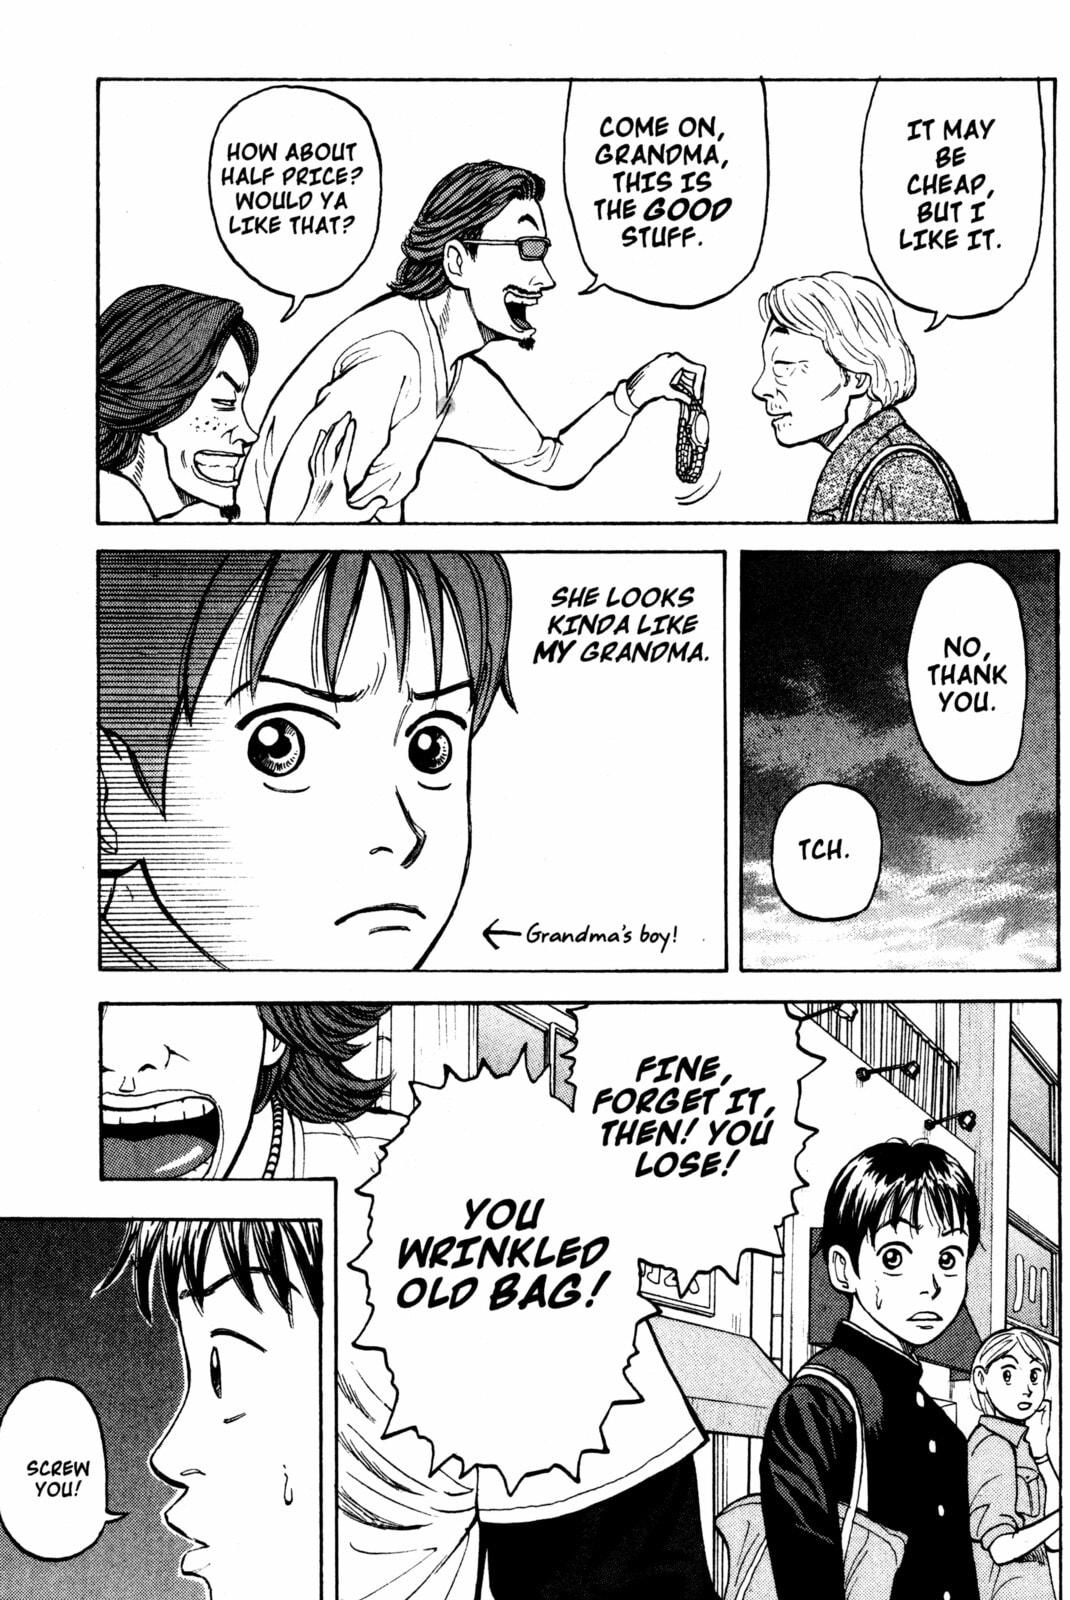 IT MAY
BE
CHEAP,
BUT I
LIKE IT.
COME ON,
GRANDMA,
THIS IS
THE GOOD
STUFF.
HOW ABOUT
HALF PRICE?
WOULD YA
LIKE THAT?
NO,
THANK
YOU.
TCH.
SHE LOOKS
KINDA LIKE
MY GRANDMA.
Grandma's boy!
FINE,
FORGET IT,
THEN! YOU
LOSE!
YOU
WRINKLED
OLD BAG!
SCREW
YOU!